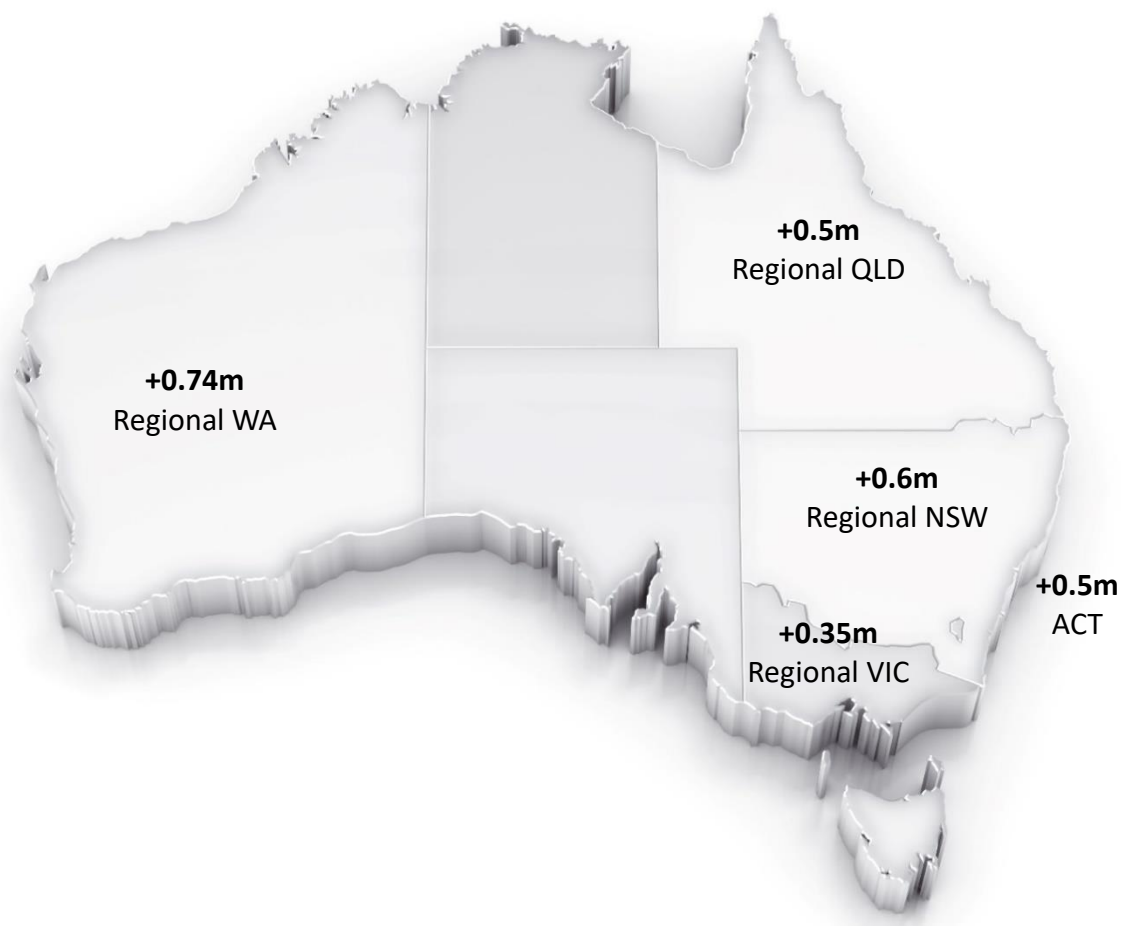 +0.5m
Regional QLD
+0.74m
Regional WA
+0.6m
Regional NSW
+0.5m
ACT
+0.35m
Regional VIC